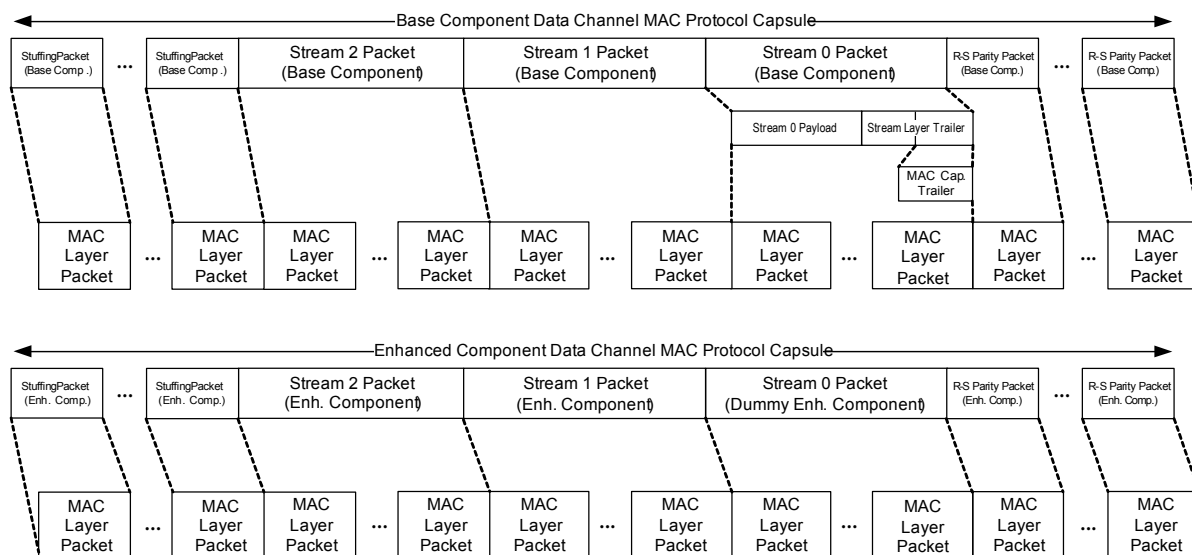 Base Component Data Channel MAC Protocol Capsule
StuffingPacket ... StuffingPacket Stream 2 Packet Stream 1 Packet Stream 0 Packet R-S Parity Packet ... R-S Parity Packet
(Base Comp .) (Base Comp .) (Base Component) (Base Component) (Base Component) (Base Comp.) (Base Comp.)
Stream 0 Payload Stream Layer Trailer
MAC Cap.
Trailer
MAC MAC MAC MAC MAC MAC MAC MAC MAC MAC
Layer ... Layer Layer ... Layer Layer ... Layer Layer ... Layer Layer ... Layer
Packet Packet Packet Packet Packet Packet Packet Packet Packet Packet
Enhanced Component Data Channel MAC Protocol Capsule
StuffingPacket ... StuffingPacket Stream 2 Packet Stream 1 Packet Stream 0 Packet R-S Parity Packet ... R-S Parity Packet
(Enh. Comp.) (Enh. Comp.) (Enh. Component) (Enh. Component) (Dummy Enh. Component) (Enh. Comp.) (Enh. Comp.)
MAC MAC MAC MAC MAC MAC MAC MAC MAC MAC
Layer ... Layer Layer ... Layer Layer ... Layer Layer ... Layer Layer ... Layer
Packet Packet Packet Packet Packet Packet Packet Packet Packet Packet